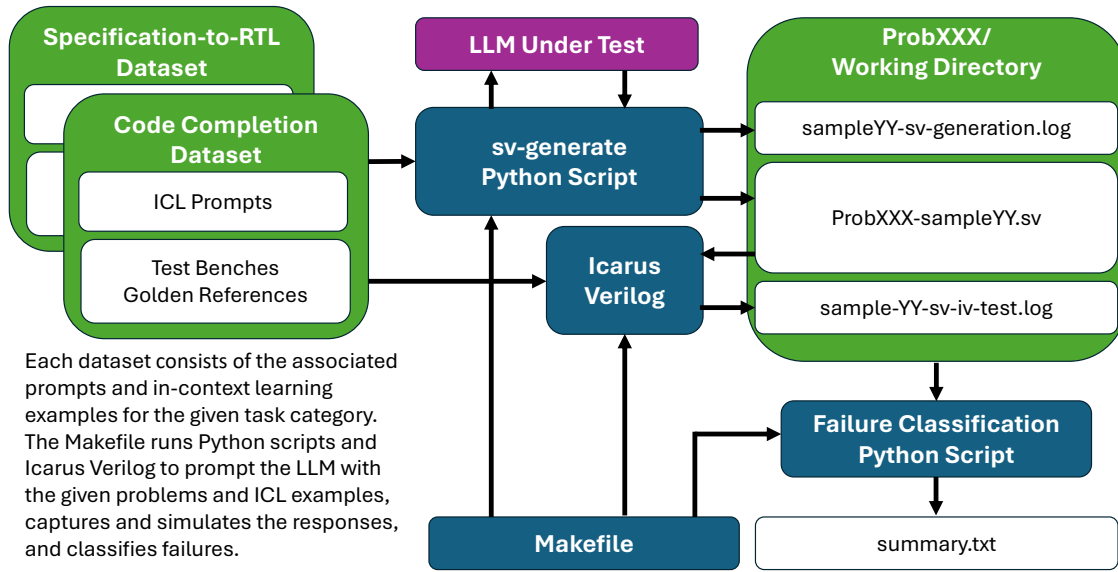 Specification-to-RTL
Dataset
Code Completion
Dataset
ICL Prompts
Test Benches
Golden References
LLM Under Test
sv-generate
Python Script
Icarus
Verilog
ProbXXX/
Working Directory
sampleYY-sv-generation.log
ProbXXX-sampleYY.sv
sample-YY-sv-iv-test.log
Each dataset consists of the associated
prompts and in-context learning
examples for the given task category.
The Makefile runs Python scripts and
Icarus Verilog to prompt the LLM with
the given problems and ICL examples,
captures and simulates the responses,
and classifies failures.
Failure Classification
Python Script
Makefile
summary.txt